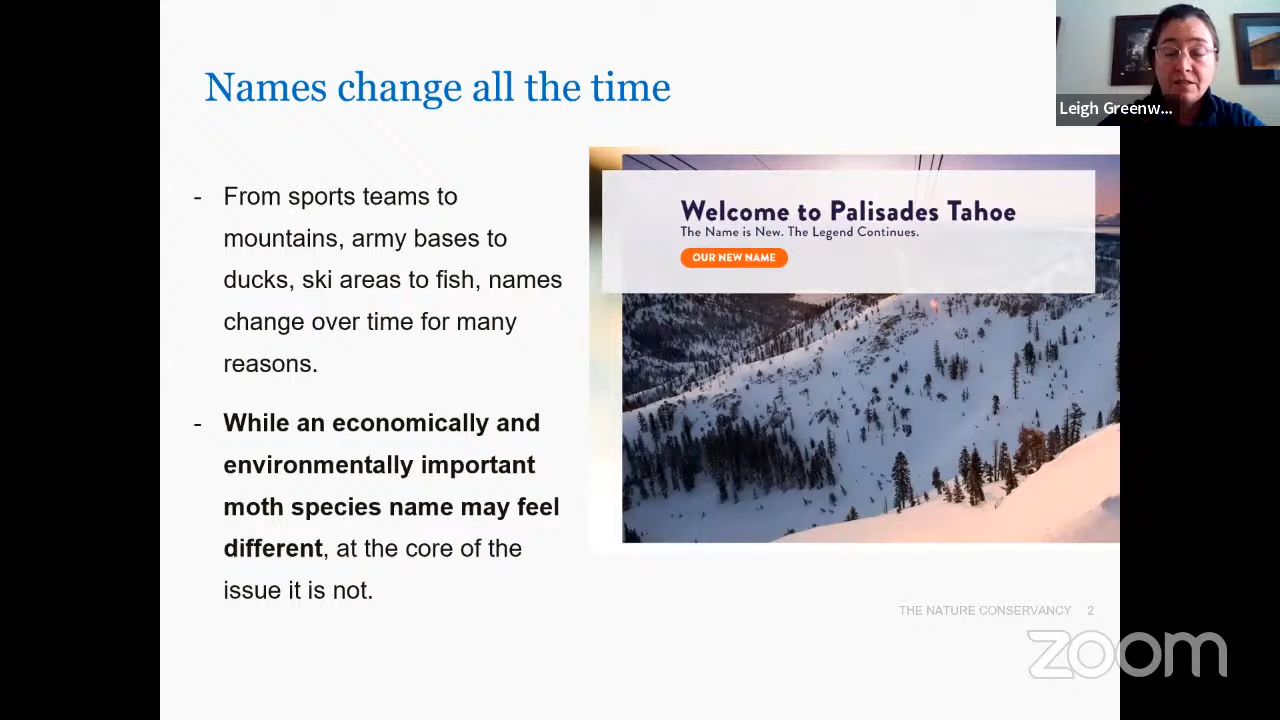 Names change all the time
Leigh Greenw...
- From sports teams to
mountains, army bases to
ducks, ski areas to fish, names
change over time for many
reasons.
- While an economically and
environmentally important
moth species name may feel
different, at the core of the
issue it is not.
Welcome to Palisades Tahoe
The Name is New. The Legend Continues.
OUR NEW NAME
THE NATURE CONSERVANCY 2
zoom